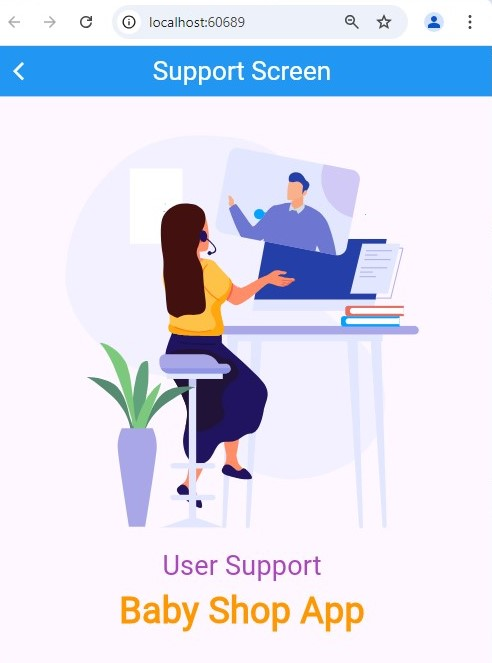 localhost:60689
Support Screen
User Support
Baby Shop App